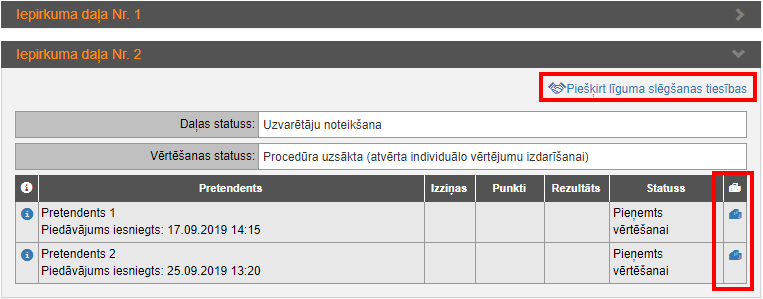 Iepirkuma daļa Nr. 1
Iepirkuma daļa Nr. 2
Piešķirt līguma slēgšanas tiesības
Daļas statuss: Uzvarētāju noteikšana
Vērtēšanas statuss: Procedūra uzsākta (atvērta individuālo vērtējumu izdarīšanai)
Pretendents Izziņas Punkti Rezultāts Statuss
Pretendents 1 Pieņemts
Piedāvājums iesniegts: 17.09.2019 14:15 vērtēšanai
Pretendents 2 Pieņemts
Piedāvājums iesniegts: 25.09.2019 13:20 vērtēšanai